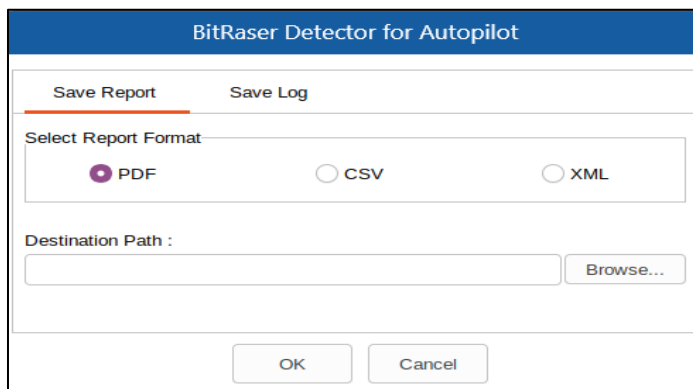 BitRaser Detector for Autopilot
Save Report Save Log
Select Report Format
PDF CSV XML
Destination Path :
Browse...
OK Cancel